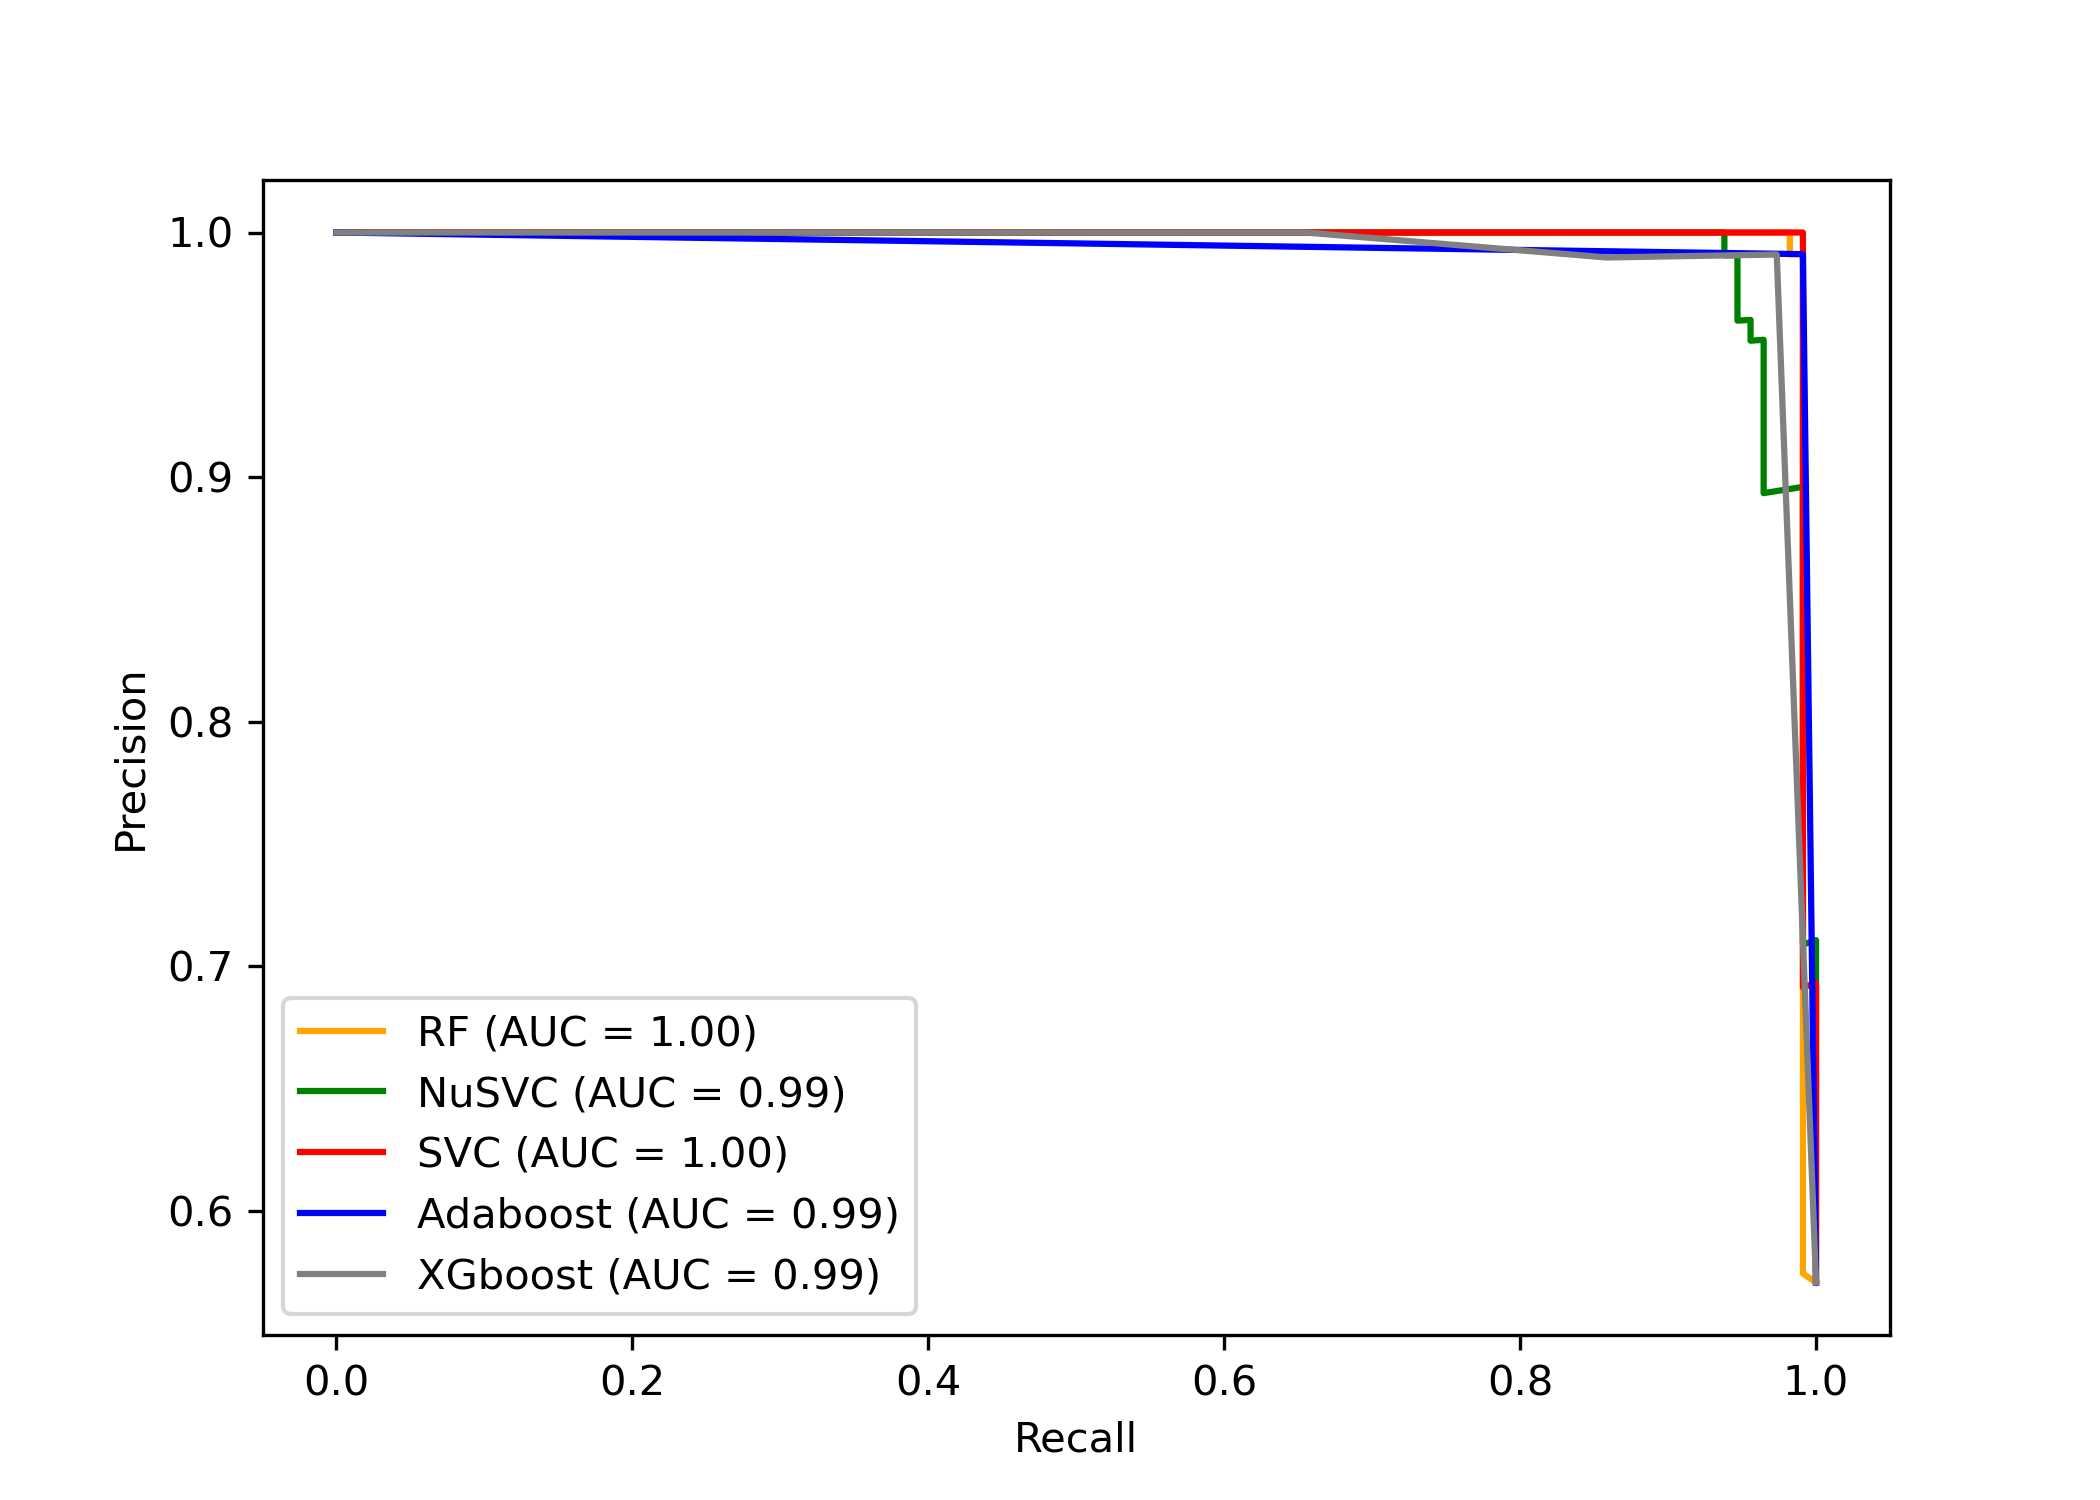 1.0
0.9
0.8
0.7
0.6
Precision
RF (AUC = 1.00)
NuSVC (AUC = 0.99)
SVC (AUC = 1.00)
Adaboost (AUC = 0.99)
XGboost (AUC = 0.99)
0.0 0.2 0.4 0.6 0.8 1.0
Recall